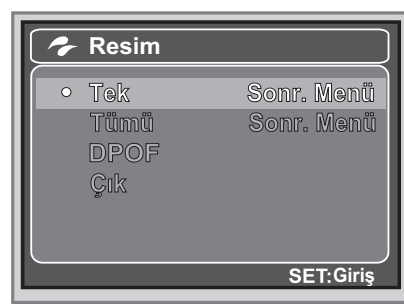 Resim
Tek Sonr. Menü
Tümü Sonr. Menü
DPOF
Çık
SET:Giriş